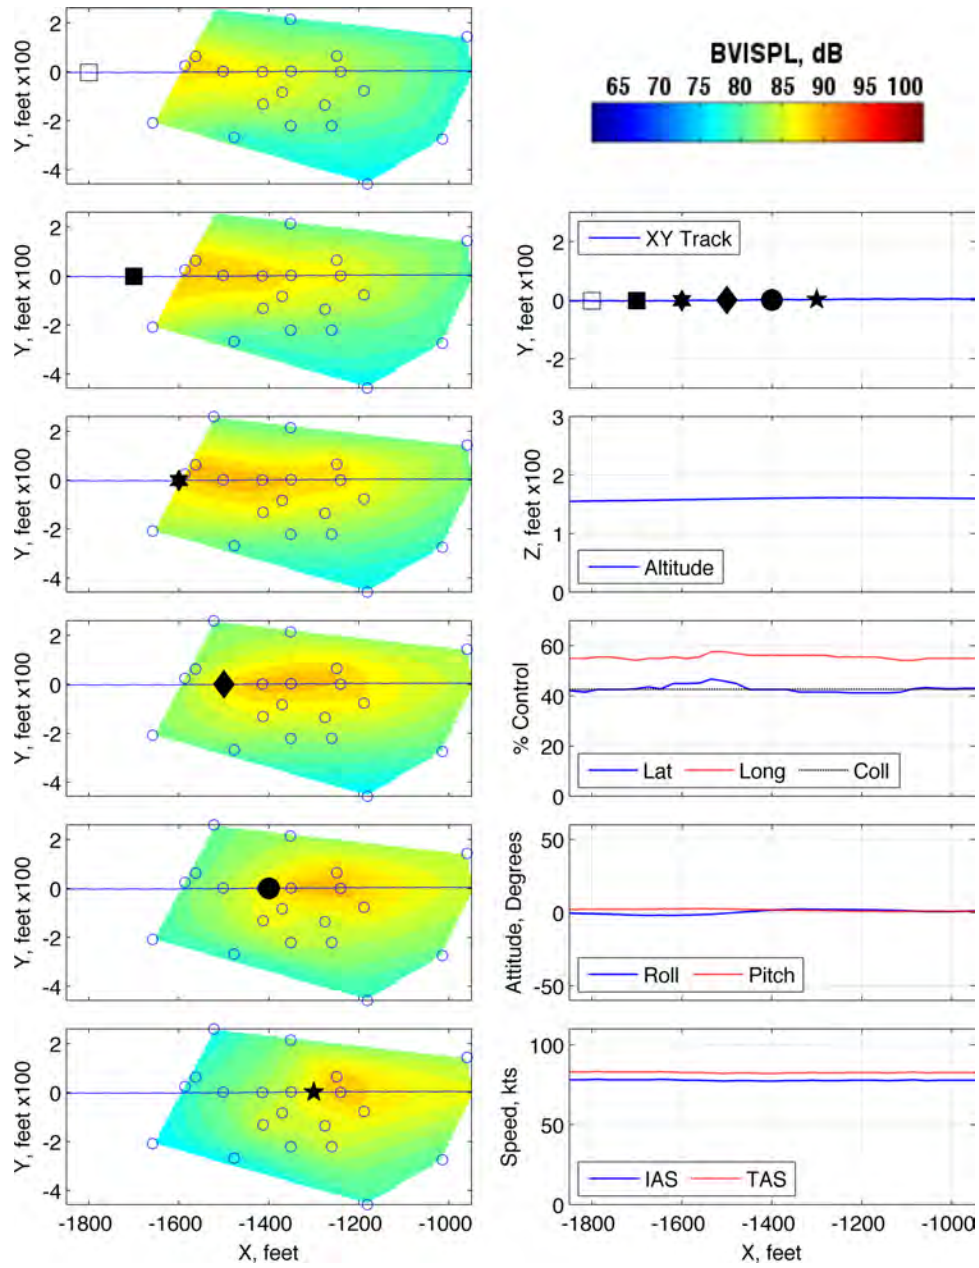 BVISPL, dB
65 70 75 80 85 90 95 100
2
0
-2
-4
Y, feet x100
2
0
-2
-4
Y, feet x100
XY Track
2
0
-2
Y, feet x100
2
0
-2
-4
Y, feet x100
3
2
1
0
Z, feet x100
Altitude
2
0
-2
-4
Y, feet x100
60
40
20
0
% Control
Lat Long Coll
2
0
-2
-4
Y, feet x100
50
0
-50
Attitude, Degrees
Roll Pitch
2
0
-2
-4
Y, feet x100
-1800 -1600 -1400 -1200 -1000
X, feet
100
50
0
Speed, kts
IAS TAS
-1800 -1600 -1400 -1200 -1000
X, feet